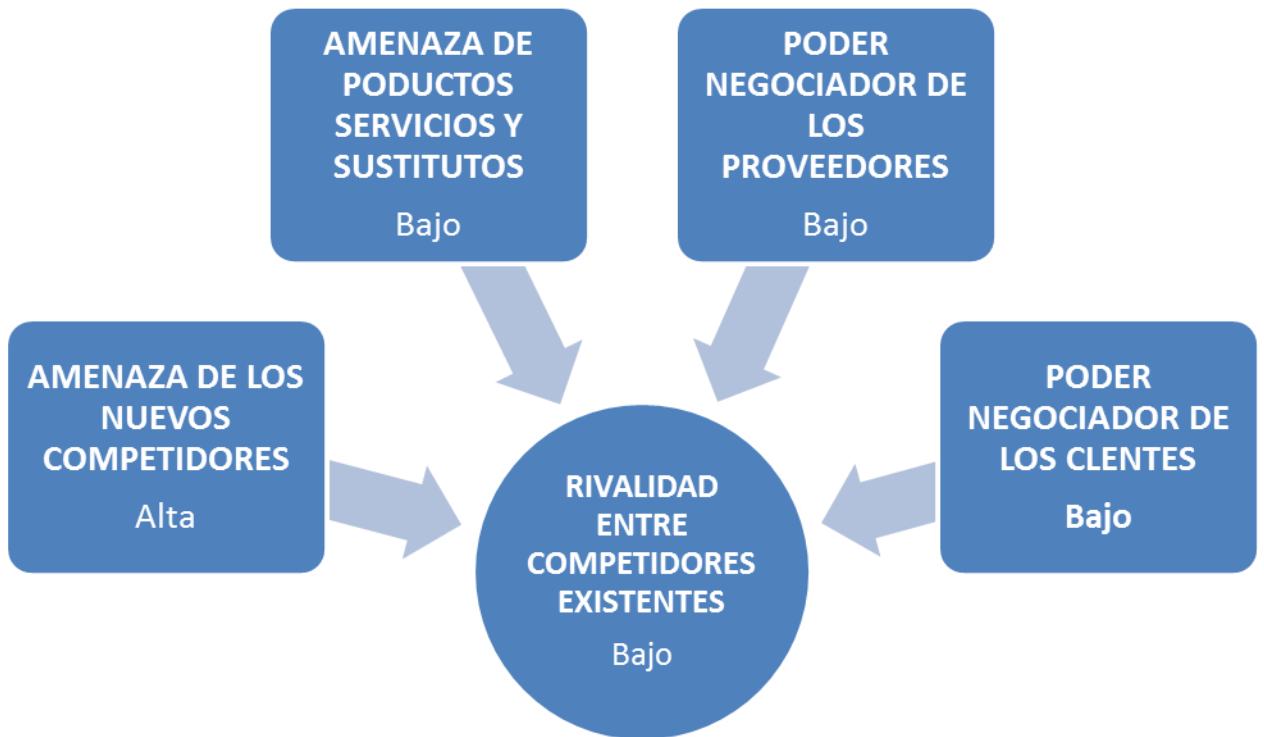 AMENAZA DE
PODUCTOS
SERVICIOS Y
SUSTITUTOS
Bajo
PODER
NEGOCIADOR DE
LOS
PROVEEDORES
Bajo
AMENAZA DE LOS
NUEVOS
COMPETIDORES
Alta
PODER
NEGOCIADOR DE
LOS CLENTES
Bajo
RIVALIDAD
ENTRE
COMPETIDORES
EXISTENTES
Bajo